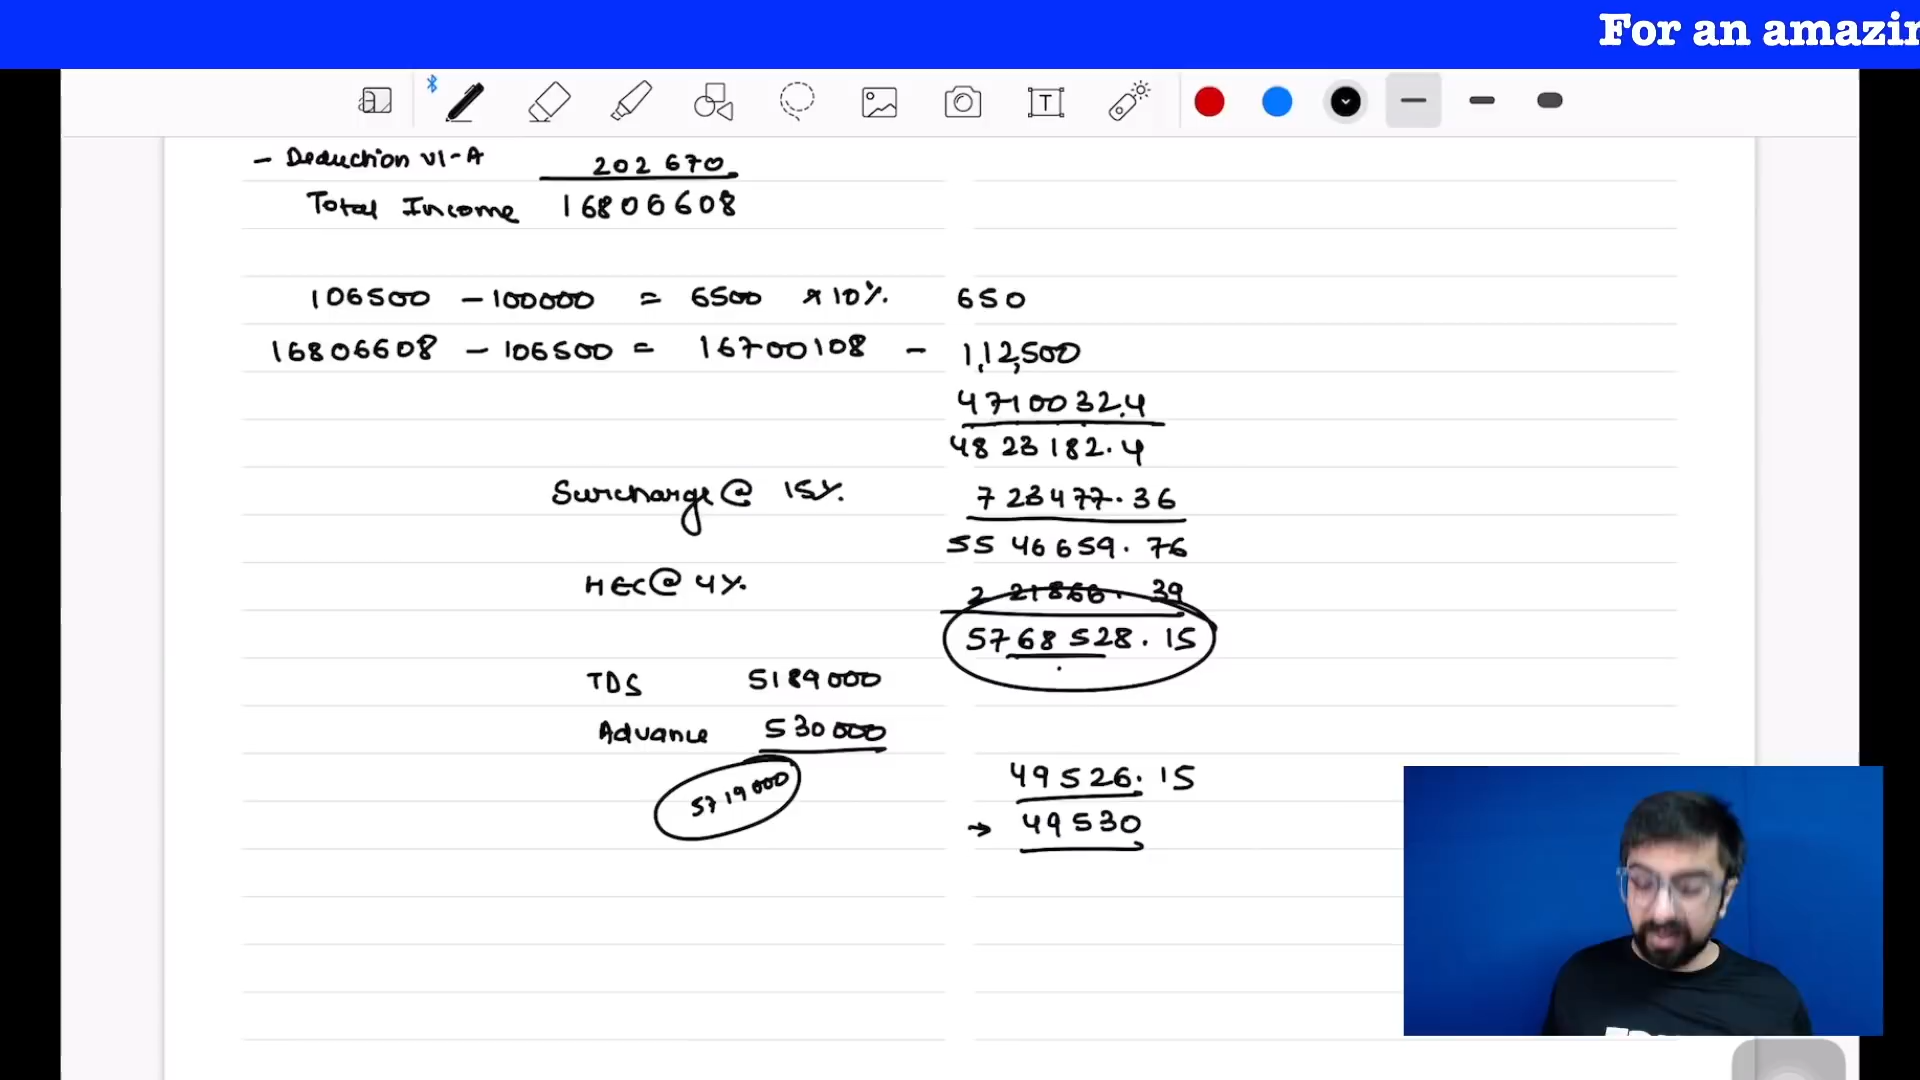 For an amazin
T
- Deduction VI-A 202670
Total Income 16806608
106500 - 100000 = 6500 × 10% 650
16806608 - 106500 = 16700108 - 1,12,500
4710032.4
4823182.4
Surcharge @ 15% 723477.36
5546659.76
HEC @ 4% 221866.39
5768528.15
TDS 5189000
Advance 530000
49526.15
5719000
→ 49530